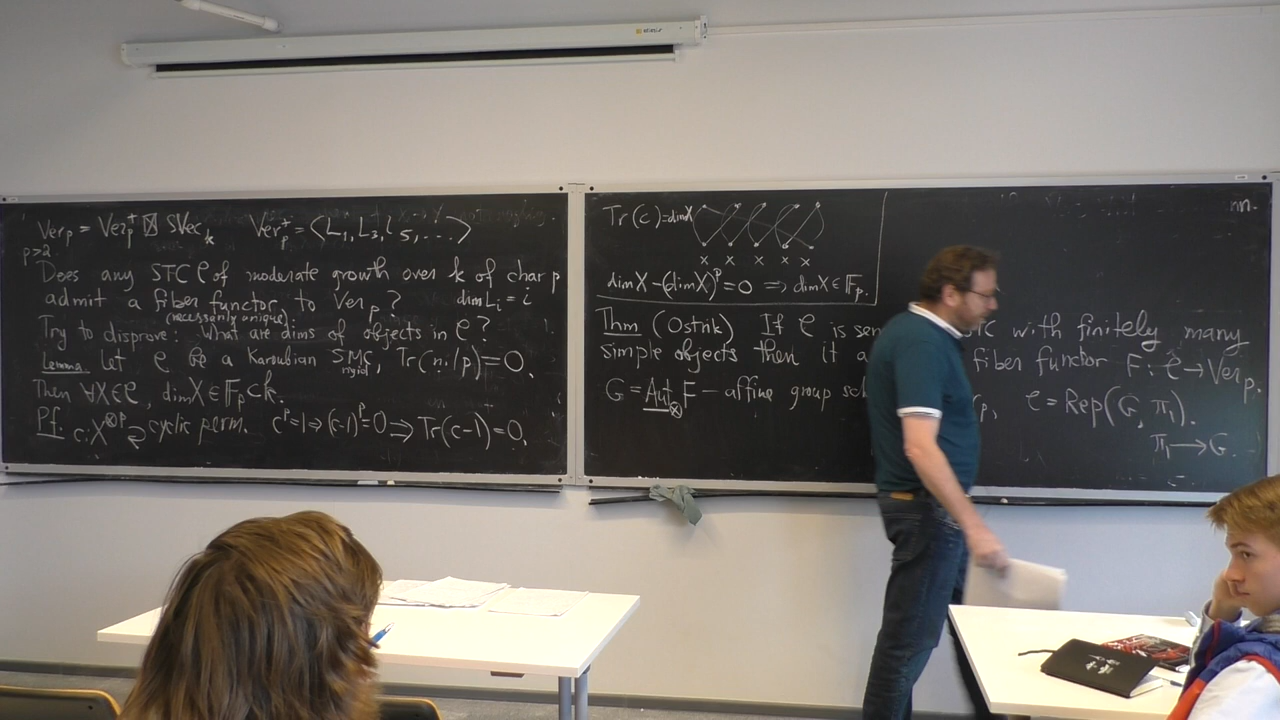 Ver_p = Ver_p^+ ⊠ SVec_k Ver_p^+ = ⟨L_1, L_3, L_5, ...⟩
p>2
Does any STC C of moderate growth over k of char p
admit a fiber functor to Ver_p? dim L_i = i
(necessarily unique)
Try to disprove: What are dims of objects in C?
Lemma. Let C be a Karoubian SMC, Tr(nilp)=0.
rigid
Then ∀X∈C, dim X ∈ F_p ⊂ k.
Pf. c: X^{⊗p} cyclic perm. c^p=1 ⇒ (c-1)^p=0 ⇒ Tr(c-1)=0.
Tr(c)=dim X
x x x x x
dim X - (dim X)^p = 0 ⇒ dim X ∈ F_p.
Thm (Ostrik) If C is STC with finitely many
simple objects then it a fiber functor F: C → Ver_p.
G = Aut_⊗ F — affine group C = Rep(G, π_1).
π_1 → G.